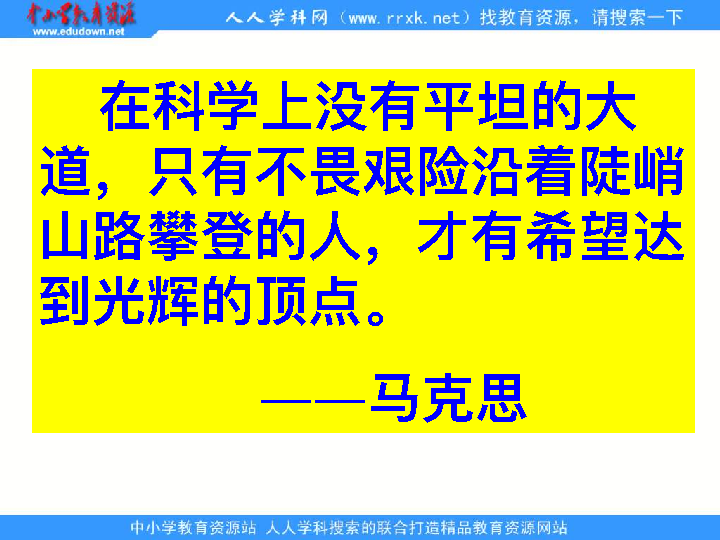 中小学教育资源
www.edudown.net
人人学科网（www.rrxk.net）找教育资源，请搜索一下
在科学上没有平坦的大
道，只有不畏艰险沿着陡峭
山路攀登的人，才有希望达
到光辉的顶点。
——马克思
中小学教育资源站 人人学科搜索的联合打造精品教育资源网站